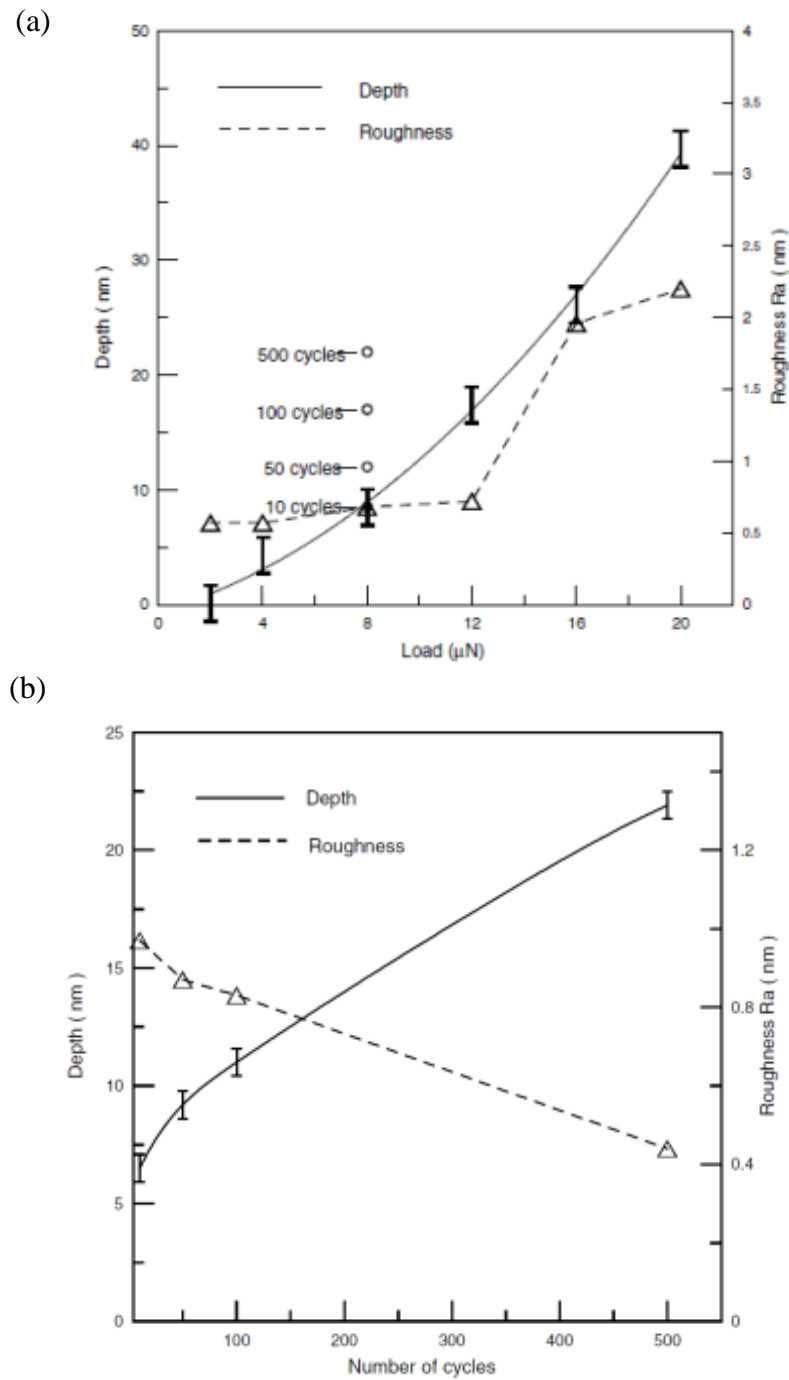 (a)
50
40
30
20
10
0
Depth ( nm )
Depth
Roughness
500 cycles
100 cycles
50 cycles
10 cycles
4
3.5
3
2.5
2
1.5
1
0.5
0
Roughness Ra ( nm )
0 4 8 12 16 20
Load (μN)
(b)
25
20
15
10
5
0
Depth ( nm )
Depth
Roughness
1.2
0.8
0.4
0
Roughness Ra ( nm )
100 200 300 400 500
Number of cycles